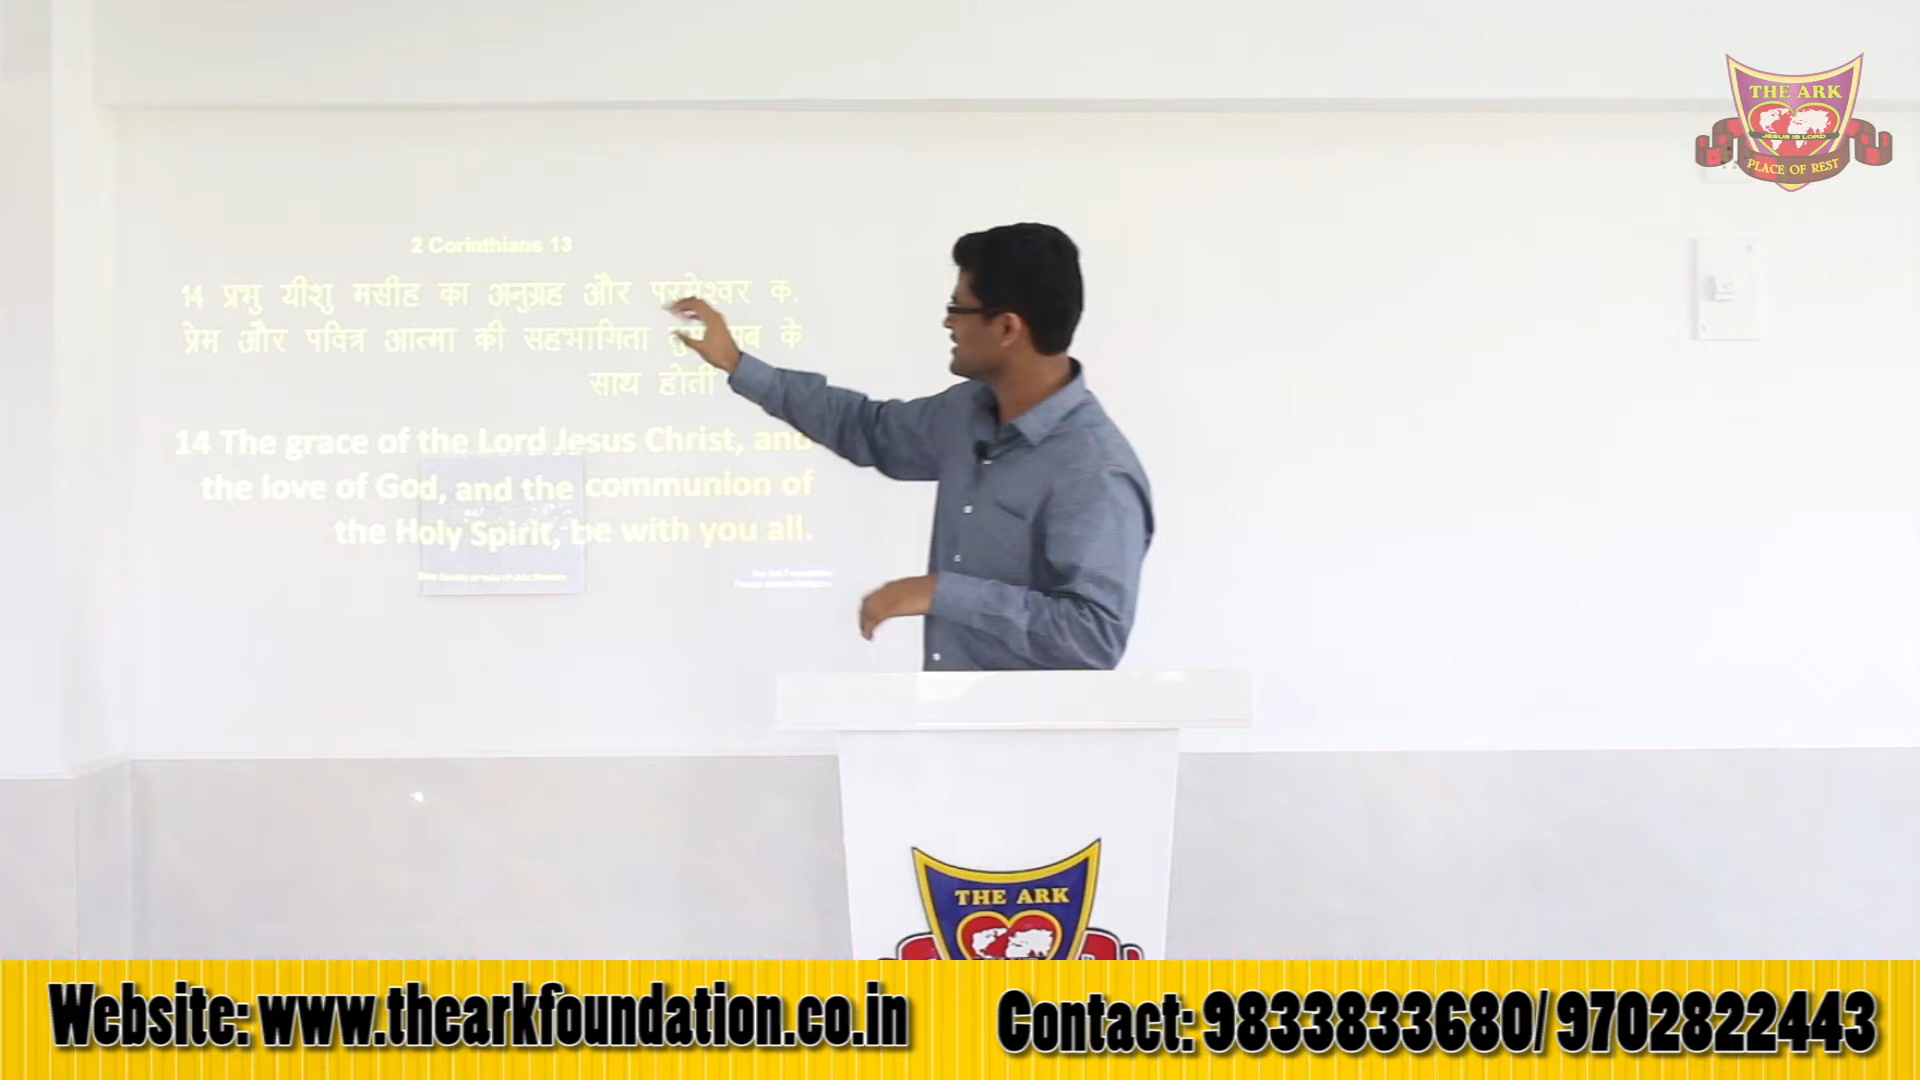 THE ARK
JESUS IS LORD
PLACE OF REST
2 Corinthians 13
14 प्रभु यीशु मसीह का अनुग्रह और परमेश्वर
प्रेम और पवित्र आत्मा की सहभागिता के
साथ होती
14 The grace of the Lord Jesus Christ, and
the love of God, and the communion of
the Holy Spirit, be with you all.
THE ARK
Website: www.thearkfoundation.co.in
Contact: 9833833680/ 9702822443